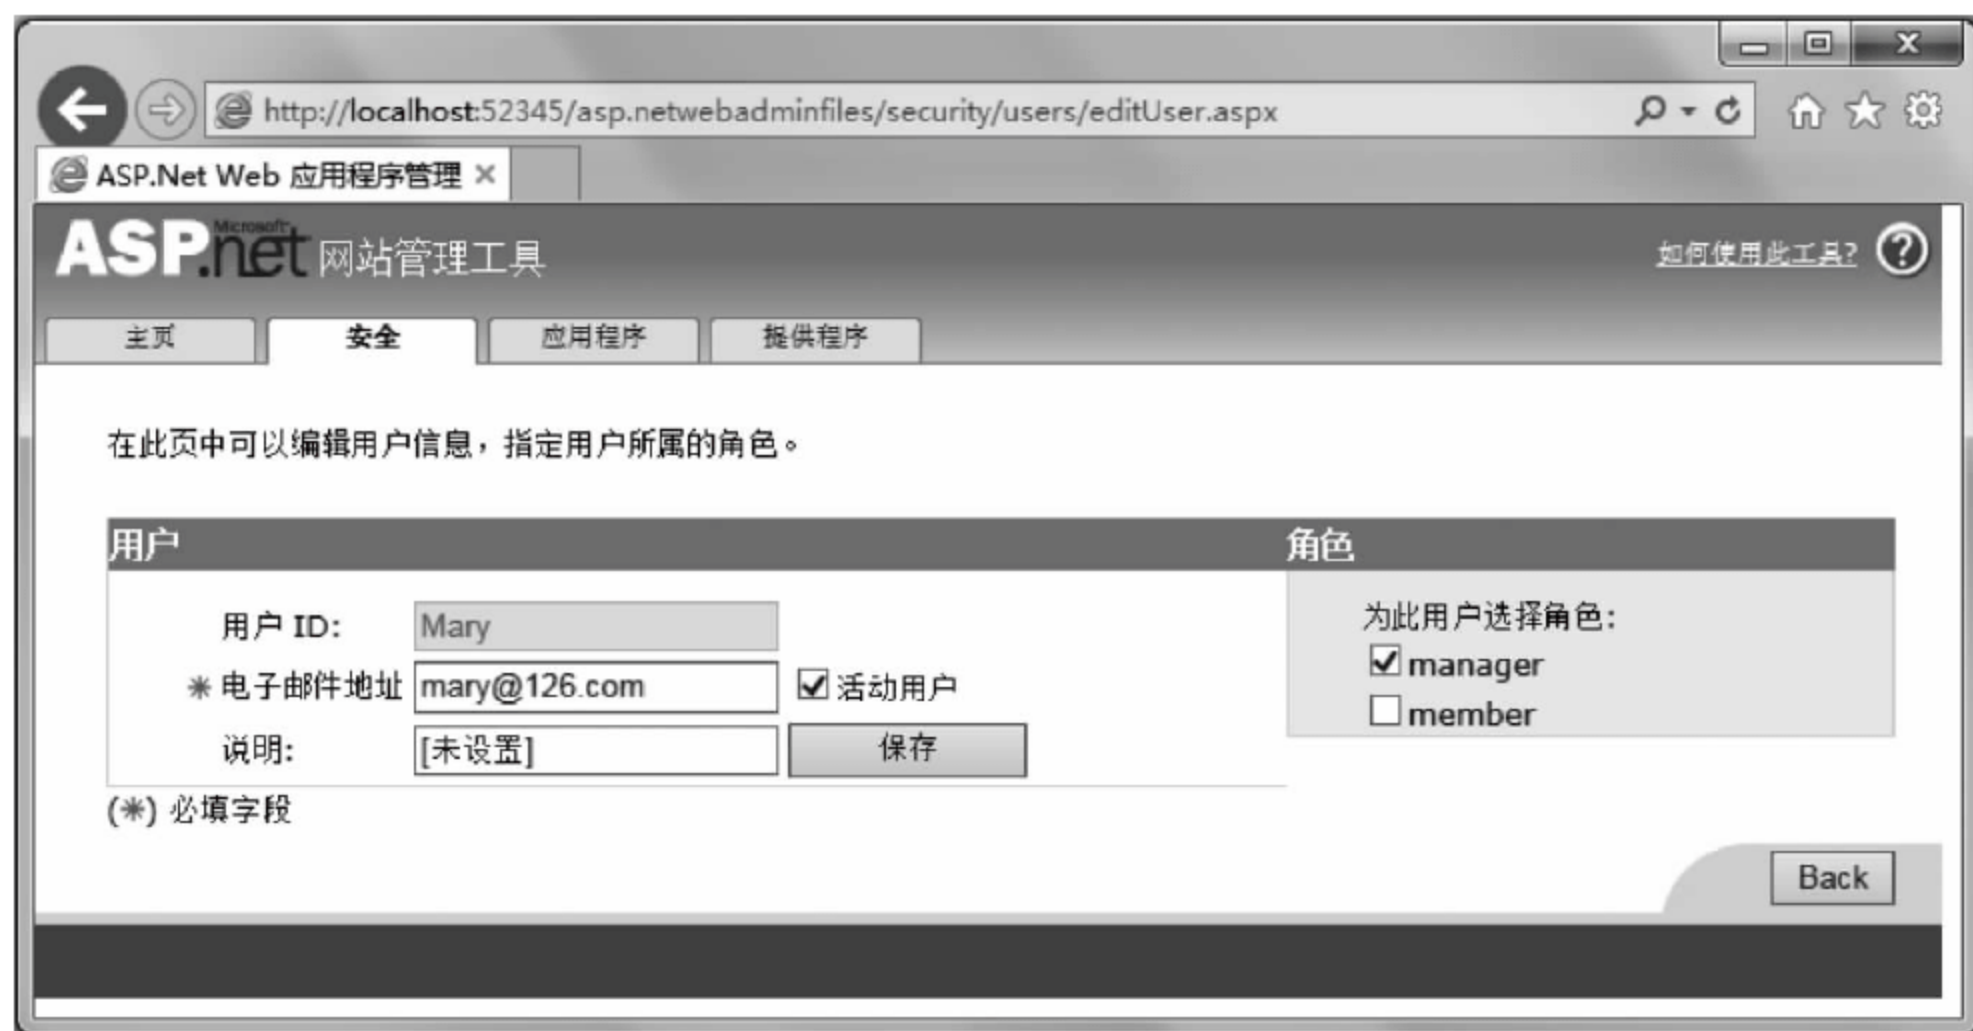 http://localhost:52345/asp.netwebadminfiles/security/users/editUser.aspx
ASP.Net Web 应用程序管理
Microsoft
ASP.net 网站管理工具
如何使用此工具?
主页 安全 应用程序 提供程序
在此页中可以编辑用户信息，指定用户所属的角色。
用户 角色
用户 ID: Mary
为此用户选择角色:
manager
* 电子邮件地址 mary@126.com 活动用户
member
说明: [未设置] 保存
(*) 必填字段
Back